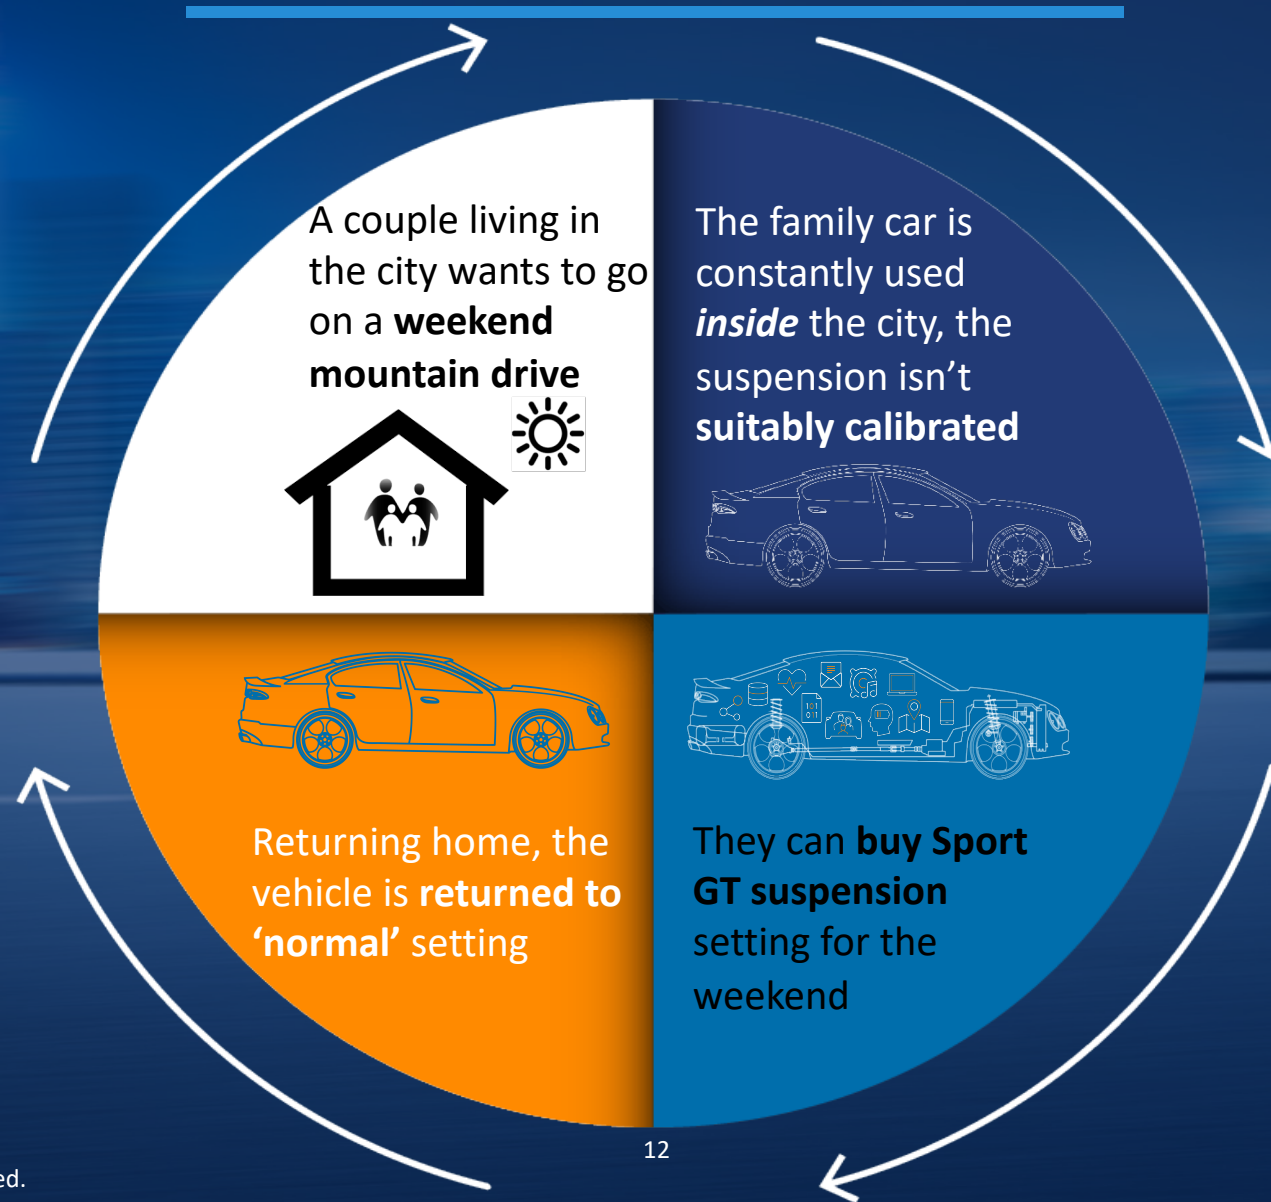 A couple living in
the city wants to go
on a weekend
mountain drive
The family car is
constantly used
inside the city, the
suspension isn’t
suitably calibrated
10
01
Returning home, the
vehicle is returned to
‘normal’ setting
They can buy Sport
GT suspension
setting for the
weekend
12
ed.